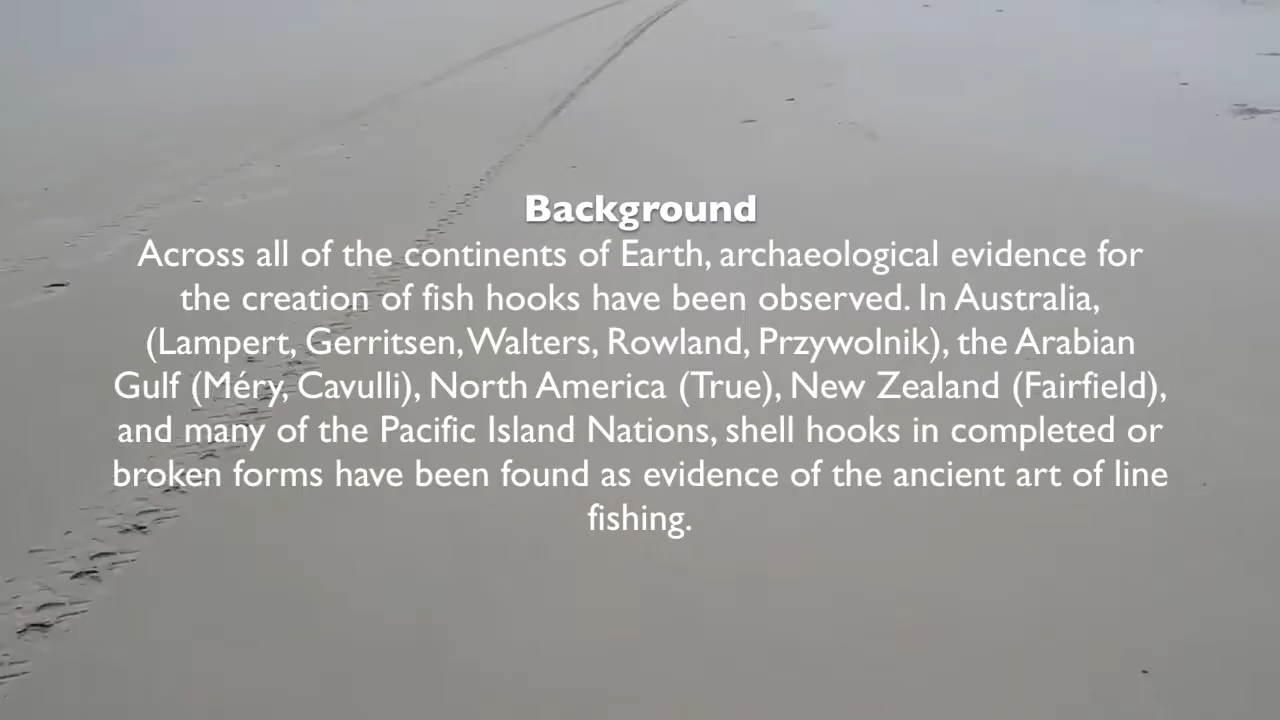 Background
Across all of the continents of Earth, archaeological evidence for
the creation of fish hooks have been observed. In Australia,
(Lampert, Gerritsen, Walters, Rowland, Przywolnik), the Arabian
Gulf (Méry, Cavulli), North America (True), New Zealand (Fairfield),
and many of the Pacific Island Nations, shell hooks in completed or
broken forms have been found as evidence of the ancient art of line
fishing.